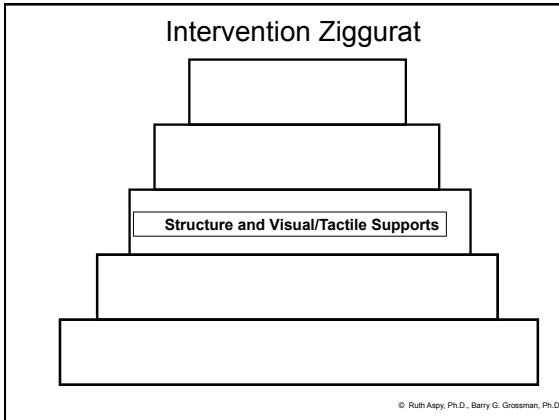 Intervention Ziggurat
Structure and Visual/Tactile Supports
© Ruth Aspy, Ph.D., Barry G. Grossman, Ph.D